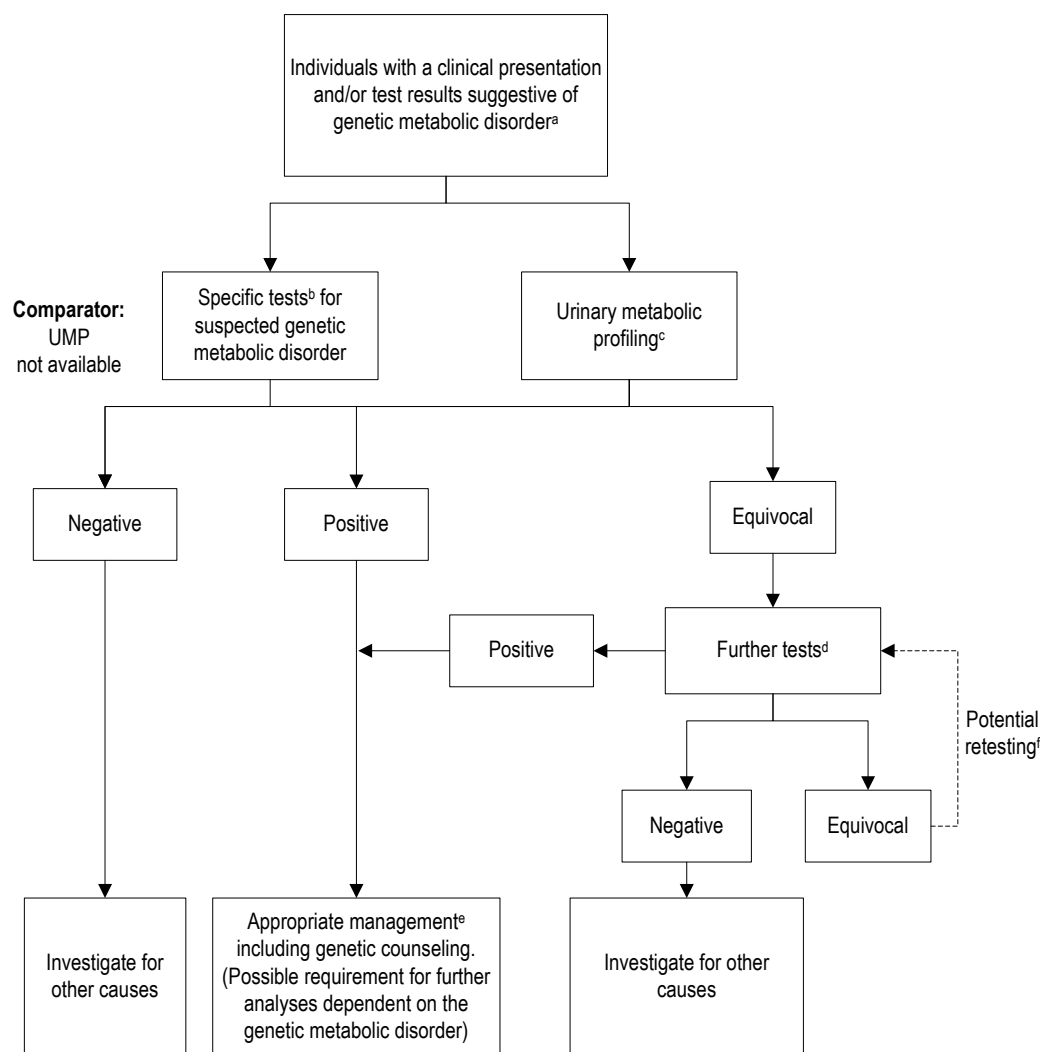 Individuals with a clinical presentation
and/or test results suggestive of
genetic metabolic disorderᵃ
Comparator:
UMP
not available
Specific testsᵇ for
suspected genetic
metabolic disorder
Urinary metabolic
profilingᶜ
Negative
Positive
Equivocal
Positive
Further testsᵈ
Potential
retestingᶠ
Negative
Equivocal
Investigate for
other causes
Appropriate managementᵉ
including genetic counseling.
(Possible requirement for further
analyses dependent on the
genetic metabolic disorder)
Investigate for other
causes